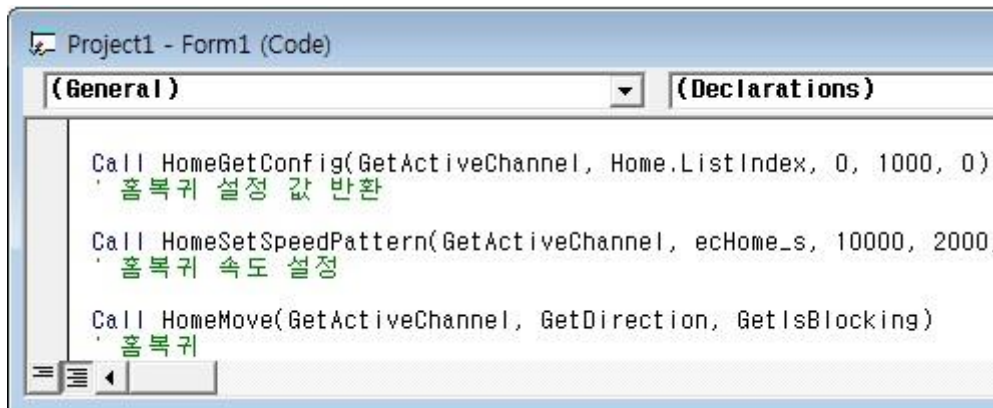 Project1 - Form1 (Code)
(General) (Declarations)
Call HomeGetConfig(GetActiveChannel, Home.ListIndex, 0, 1000, 0)
' 홈복귀 설정 값 반환
Call HomeSetSpeedPattern(GetActiveChannel, ecHome_s, 10000, 2000,
' 홈복귀 속도 설정
Call HomeMove(GetActiveChannel, GetDirection, GetIsBlocking)
' 홈복귀